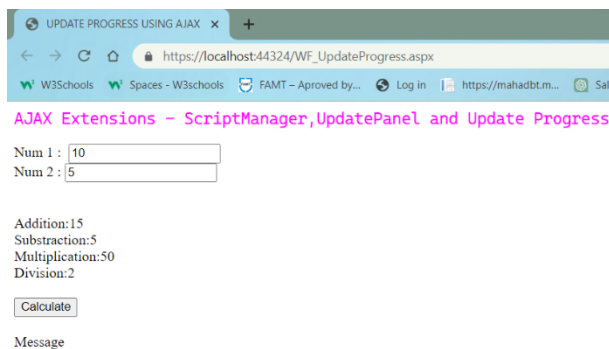 UPDATE PROGRESS USING AJAX
https://localhost:44324/WF_UpdateProgress.aspx
W3Schools Spaces - W3schools FAMT – Aproved by... Log in https://mahadbt.m... Sal
AJAX Extensions - ScriptManager,UpdatePanel and Update Progress
Num 1 : 10
Num 2 : 5
Addition:15
Substraction:5
Multiplication:50
Division:2
Calculate
Message